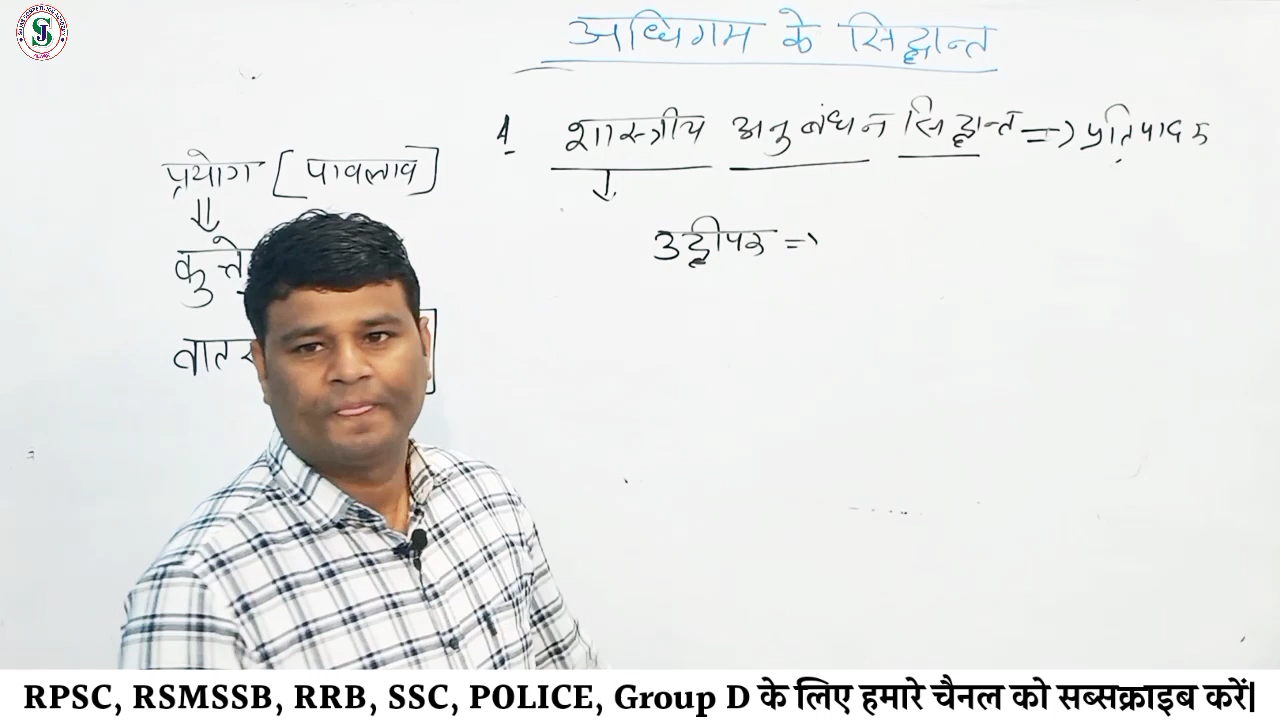 अधिगम के सिद्धान्त
1 शास्त्रीय अनुबंधन सिद्धान्त => प्रतिपादक
प्रयोग [ पावलाव ]
उद्दीपक =>
कुत्ते
RPSC, RSMSSB, RRB, SSC, POLICE, Group D के लिए हमारे चैनल को सब्सक्राइब करें|